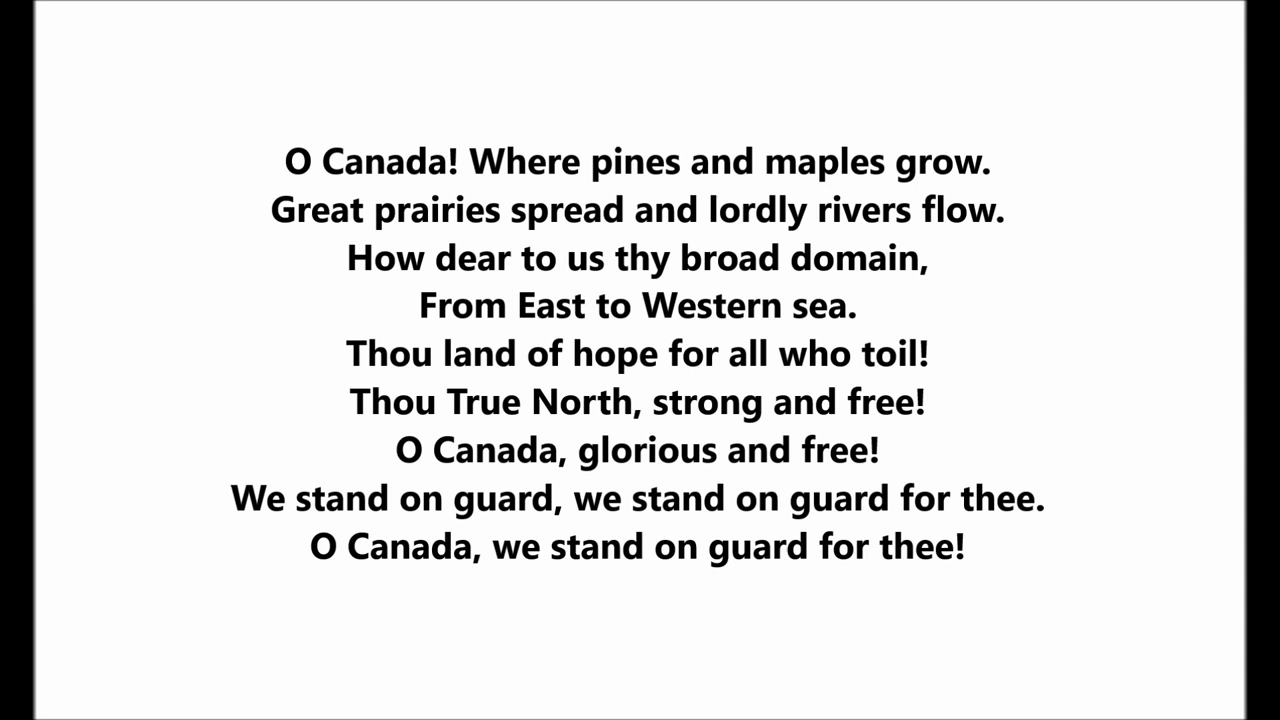 O Canada! Where pines and maples grow.
Great prairies spread and lordly rivers flow.
How dear to us thy broad domain,
From East to Western sea.
Thou land of hope for all who toil!
Thou True North, strong and free!
O Canada, glorious and free!
We stand on guard, we stand on guard for thee.
O Canada, we stand on guard for thee!